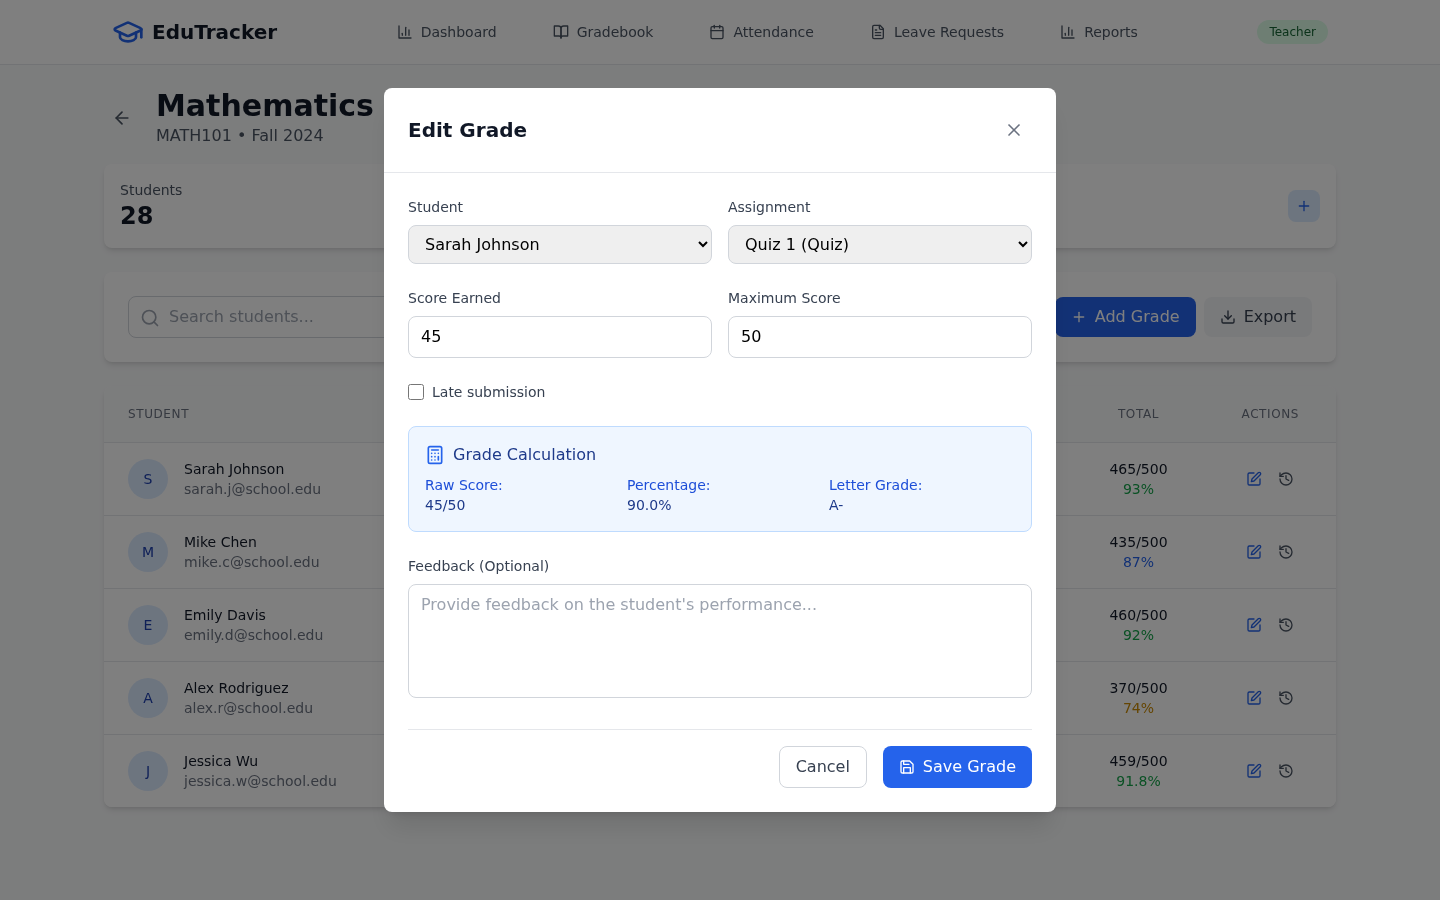 EduTracker
Dashboard
Gradebook
Attendance
Leave Requests
Reports
Teacher
Mathematics
MATH101 • Fall 2024
Students
28
Search students...
Add Grade
Export
STUDENT
TOTAL
ACTIONS
Sarah Johnson
sarah.j@school.edu
465/500
93%
Mike Chen
mike.c@school.edu
435/500
87%
Emily Davis
emily.d@school.edu
460/500
92%
Alex Rodriguez
alex.r@school.edu
370/500
74%
Jessica Wu
jessica.w@school.edu
459/500
91.8%
S
M
E
A
J
Edit Grade
Student
Assignment
Sarah Johnson
Quiz 1 (Quiz)
Score Earned
Maximum Score
45
50
Late submission
Grade Calculation
Raw Score:
45/50
Percentage:
90.0%
Letter Grade:
A-
Feedback (Optional)
Provide feedback on the student's performance...
Cancel
Save Grade